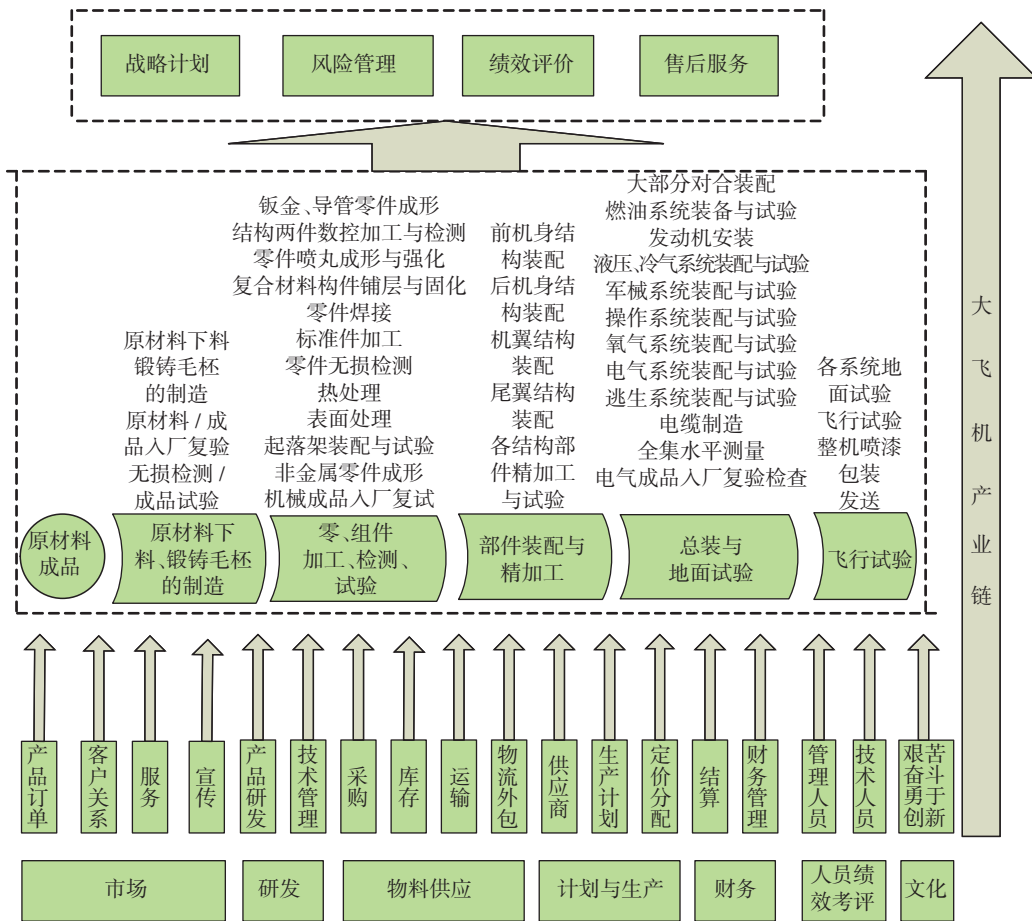 战略计划
风险管理
绩效评价
售后服务
原材料下料
锻铸毛柸
的制造
原材料/成
品入厂复验
无损检测/
成品试验
钣金、导管零件成形
结构两件数控加工与检测
零件喷丸成形与强化
复合材料构件铺层与固化
零件焊接
标准件加工
零件无损检测
热处理
表面处理
起落架装配与试验
非金属零件成形
机械成品入厂复试
前机身结
构装配
后机身结
构装配
机翼结构
装配
尾翼结构
装配
各结构部
件精加工
与试验
大部分对合装配
燃油系统装备与试验
发动机安装
液压、冷气系统装配与试验
军械系统装配与试验
操作系统装配与试验
氧气系统装配与试验
电气系统装配与试验
逃生系统装配与试验
电缆制造
全集水平测量
电气成品入厂复验检查
各系统地
面试验
飞行试验
整机喷漆
包装
发送
原材料
成品
原材料下
料、锻铸毛柸
的制造
零、组件
加工、检测、
试验
部件装配与
精加工
总装与
地面试验
飞行试验
大飞机产业链
产品订单
客户关系
服务
宣传
产品研发
技术管理
采购
库存
运输
物流外包
供应商
生产计划
定价分配
结算
财务管理
管理人员
技术人员
艰奋勇创
苦斗于新
市场
研发
物料供应
计划与生产
财务
人员绩
效考评
文化